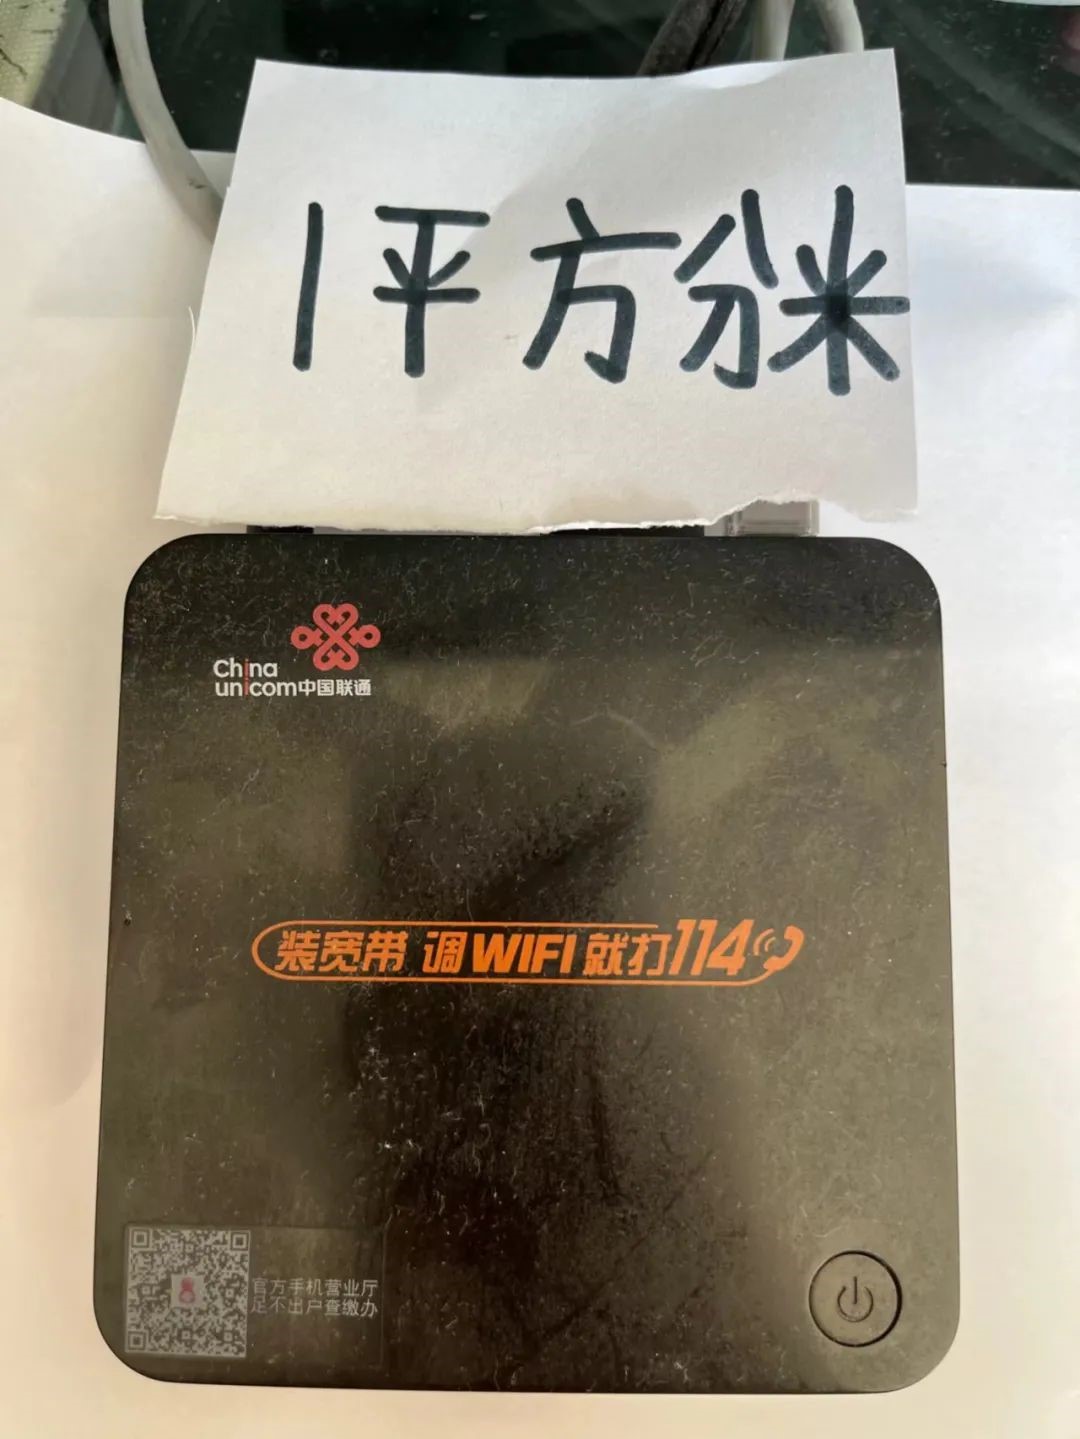 1平方分米
China
unicom中国联通
装宽带 调WIFI 就打114
官方手机营业厅
足不出户查缴办